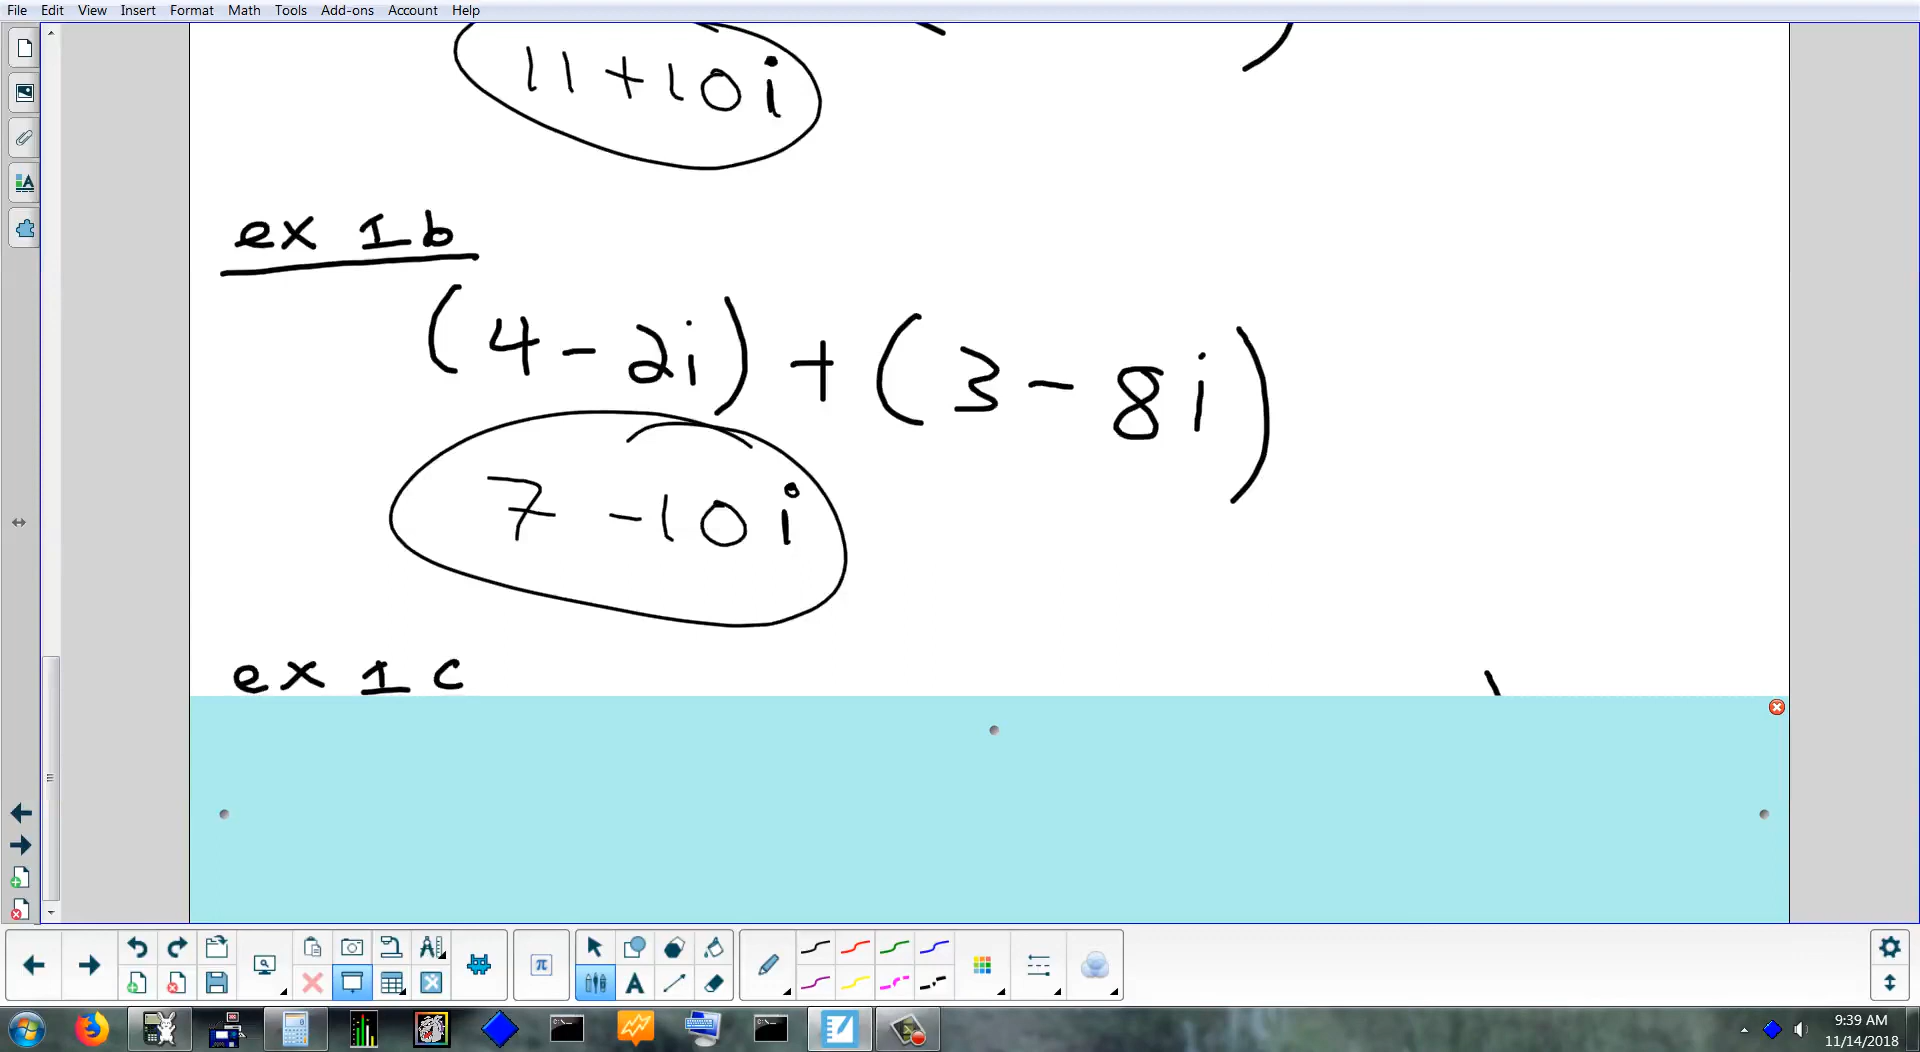 File Edit View Insert Format Math Tools Add-ons Account Help
11 + 10i
ex 1b
(4 - 2i) + (3 - 8i)
7 - 10i
ex 1c
9:39 AM
11/14/2018